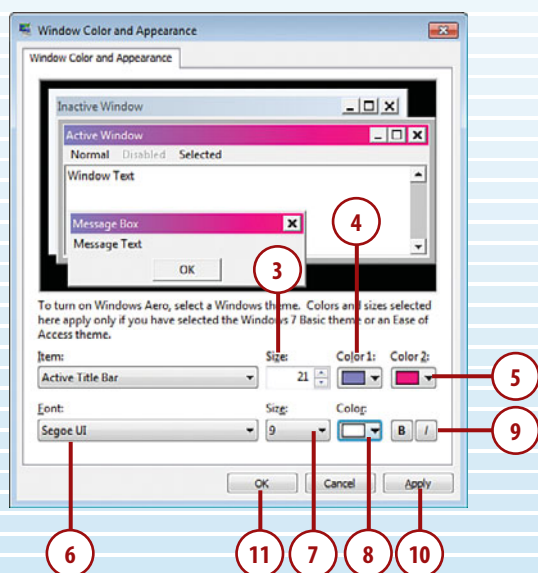 Window Color and Appearance
Window Color and Appearance
Inactive Window
Active Window
Normal Disabled Selected
Window Text
Message Box
Message Text
OK
4
3
To turn on Windows Aero, select a Windows theme. Colors and sizes selected
here apply only if you have selected the Windows 7 Basic theme or an Ease of
Access theme.
Item: Size: Color 1: Color 2:
Active Title Bar 21
5
Font: Size: Color:
Segoe UI 9 B I
9
OK Cancel Apply
6 11 7 8 10